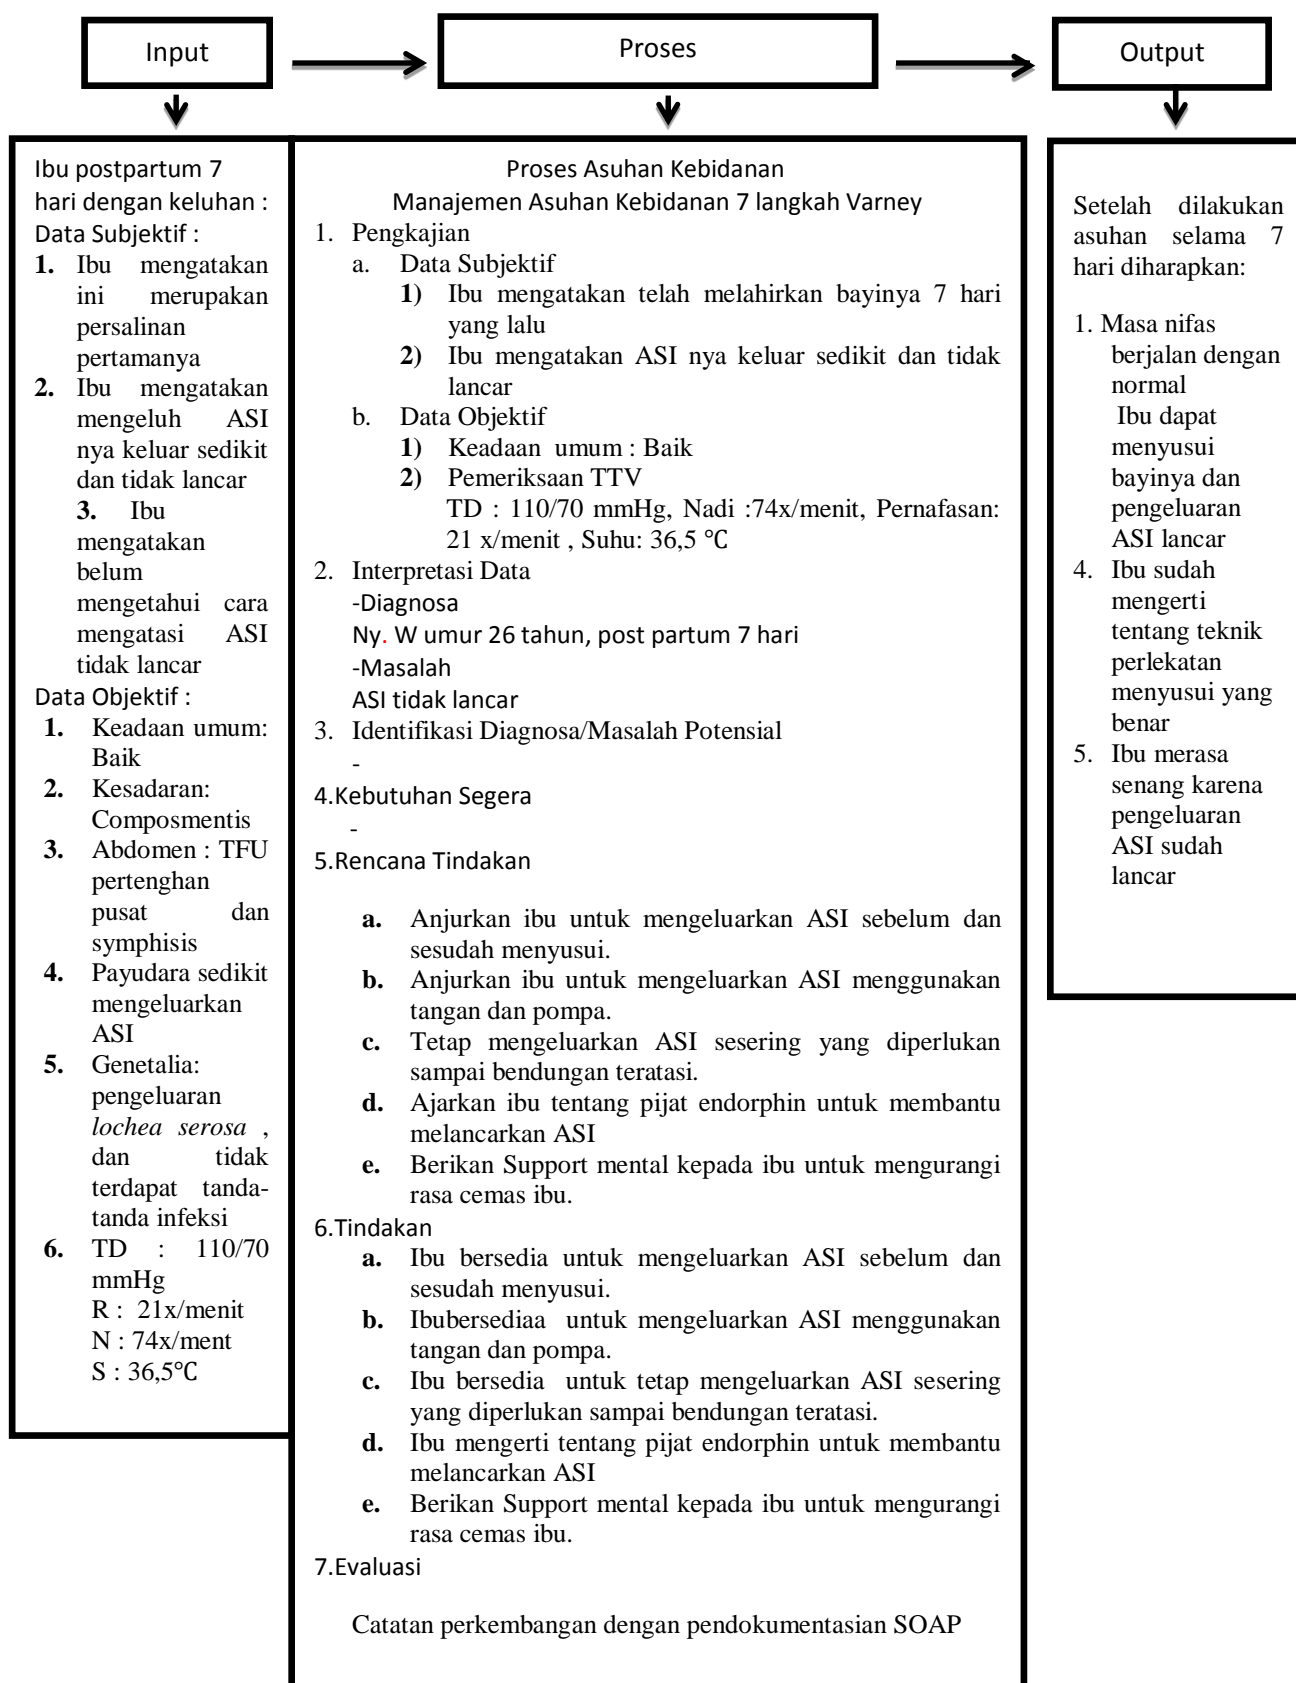 Input
Proses
Output
Ibu postpartum 7
hari dengan keluhan :
Data Subjektif :
1. Ibu mengatakan
ini merupakan
persalinan
pertamanya
2. Ibu mengatakan
mengeluh ASI
nya keluar sedikit
dan tidak lancar
3. Ibu
mengatakan
belum
mengetahui cara
mengatasi ASI
tidak lancar
Data Objektif :
1. Keadaan umum:
Baik
2. Kesadaran:
Composmentis
3. Abdomen : TFU
pertenghan
pusat dan
symphisis
4. Payudara sedikit
mengeluarkan
ASI
5. Genetalia:
pengeluaran
lochea serosa ,
dan tidak
terdapat tanda-
tanda infeksi
6. TD : 110/70
mmHg
R : 21x/menit
N : 74x/ment
S : 36,5℃
Proses Asuhan Kebidanan
Manajemen Asuhan Kebidanan 7 langkah Varney
1. Pengkajian
a. Data Subjektif
1) Ibu mengatakan telah melahirkan bayinya 7 hari
yang lalu
2) Ibu mengatakan ASI nya keluar sedikit dan tidak
lancar
b. Data Objektif
1) Keadaan umum : Baik
2) Pemeriksaan TTV
TD : 110/70 mmHg, Nadi :74x/menit, Pernafasan:
21 x/menit , Suhu: 36,5 ℃
2. Interpretasi Data
-Diagnosa
Ny. W umur 26 tahun, post partum 7 hari
-Masalah
ASI tidak lancar
3. Identifikasi Diagnosa/Masalah Potensial
-
4.Kebutuhan Segera
-
5.Rencana Tindakan
a. Anjurkan ibu untuk mengeluarkan ASI sebelum dan
sesudah menyusui.
b. Anjurkan ibu untuk mengeluarkan ASI menggunakan
tangan dan pompa.
c. Tetap mengeluarkan ASI sesering yang diperlukan
sampai bendungan teratasi.
d. Ajarkan ibu tentang pijat endorphin untuk membantu
melancarkan ASI
e. Berikan Support mental kepada ibu untuk mengurangi
rasa cemas ibu.
6.Tindakan
a. Ibu bersedia untuk mengeluarkan ASI sebelum dan
sesudah menyusui.
b. Ibubersediaa untuk mengeluarkan ASI menggunakan
tangan dan pompa.
c. Ibu bersedia untuk tetap mengeluarkan ASI sesering
yang diperlukan sampai bendungan teratasi.
d. Ibu mengerti tentang pijat endorphin untuk membantu
melancarkan ASI
e. Berikan Support mental kepada ibu untuk mengurangi
rasa cemas ibu.
7.Evaluasi
Catatan perkembangan dengan pendokumentasian SOAP
Setelah dilakukan
asuhan selama 7
hari diharapkan:
1. Masa nifas
berjalan dengan
normal
Ibu dapat
menyusui
bayinya dan
pengeluaran
ASI lancar
4. Ibu sudah
mengerti
tentang teknik
perlekatan
menyusui yang
benar
5. Ibu merasa
senang karena
pengeluaran
ASI sudah
lancar